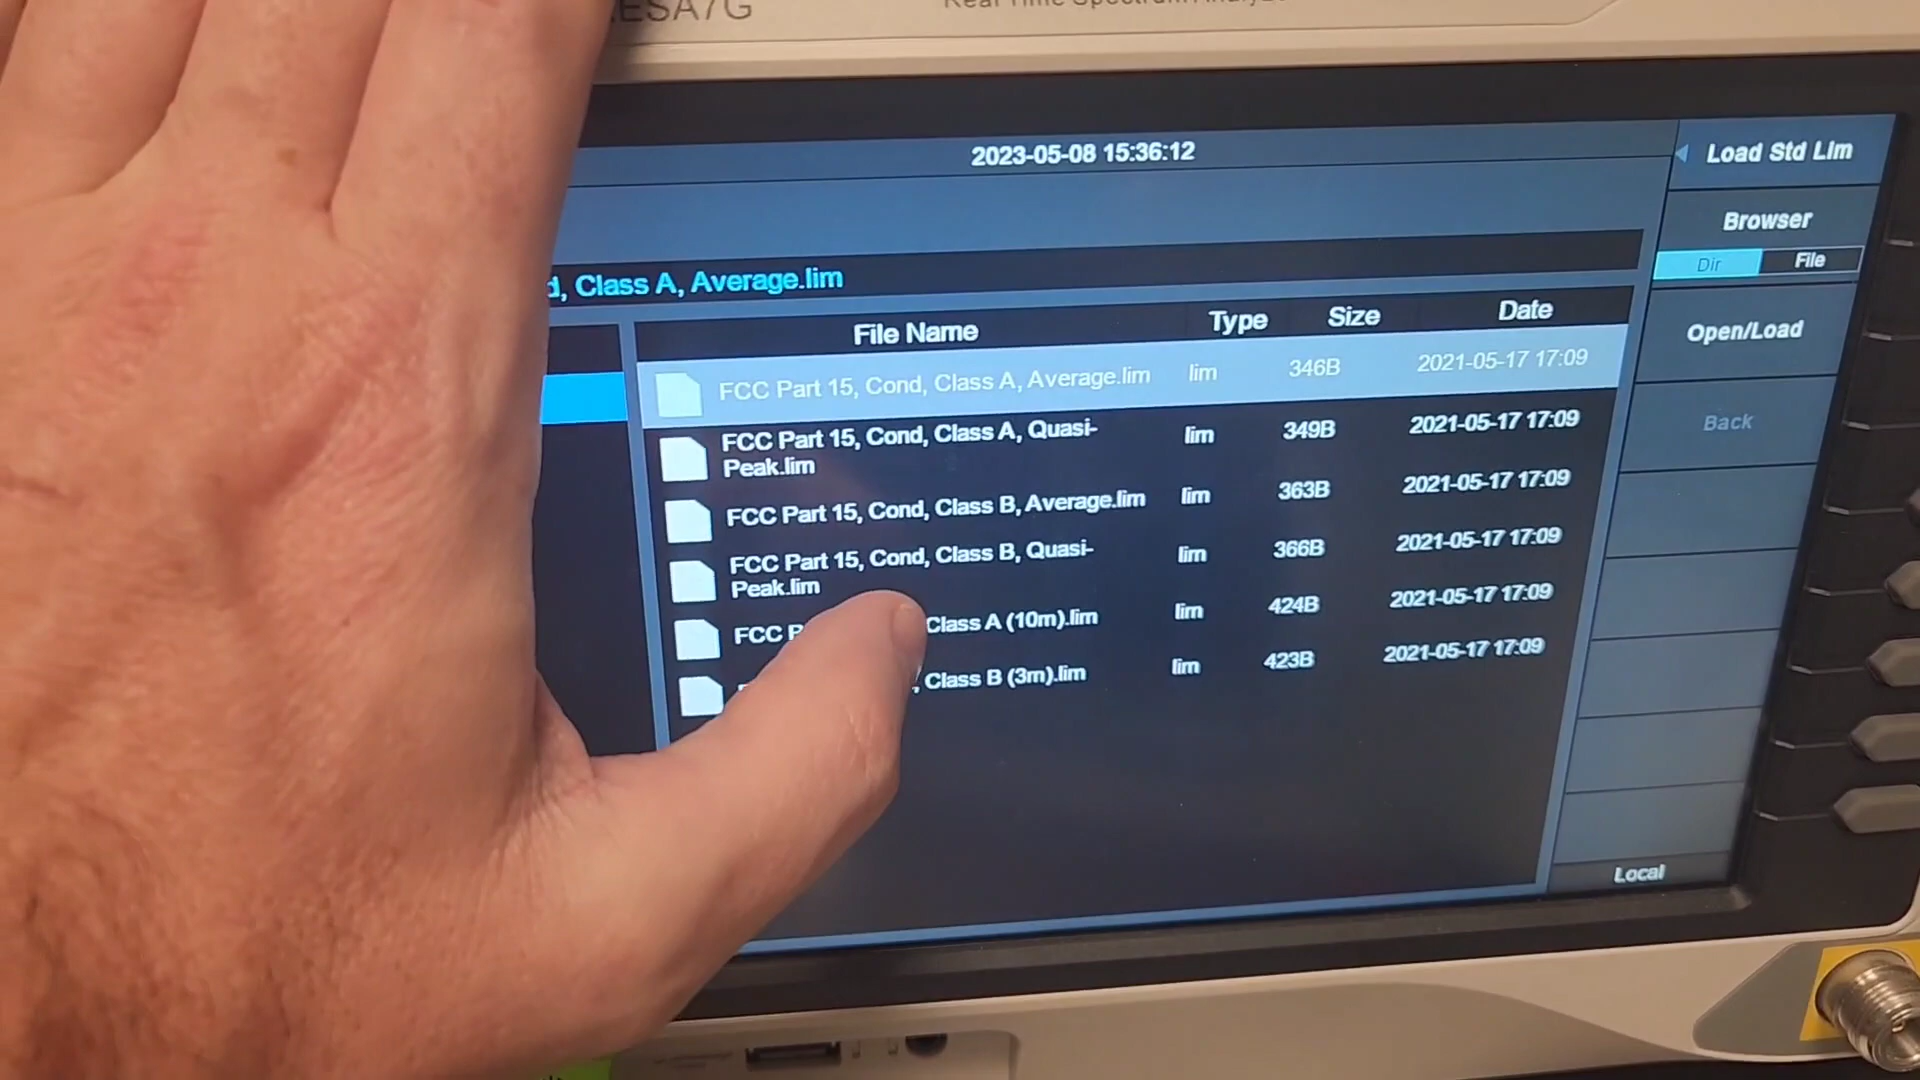 ESA7G
Real Time Spectrum
2023-05-08 15:36:12
Load Std Lim
Browser
Dir File
, Class A, Average.lim
File Name Type Size Date
Open/Load
FCC Part 15, Cond, Class A, Average.lim lim 346B 2021-05-17 17:09
FCC Part 15, Cond, Class A, Quasi-
Peak.lim lim 349B 2021-05-17 17:09
Back
FCC Part 15, Cond, Class B, Average.lim lim 363B 2021-05-17 17:09
FCC Part 15, Cond, Class B, Quasi-
Peak.lim lim 366B 2021-05-17 17:09
FCC Class A (10m).lim lim 424B 2021-05-17 17:09
, Class B (3m).lim lim 423B 2021-05-17 17:09
Local